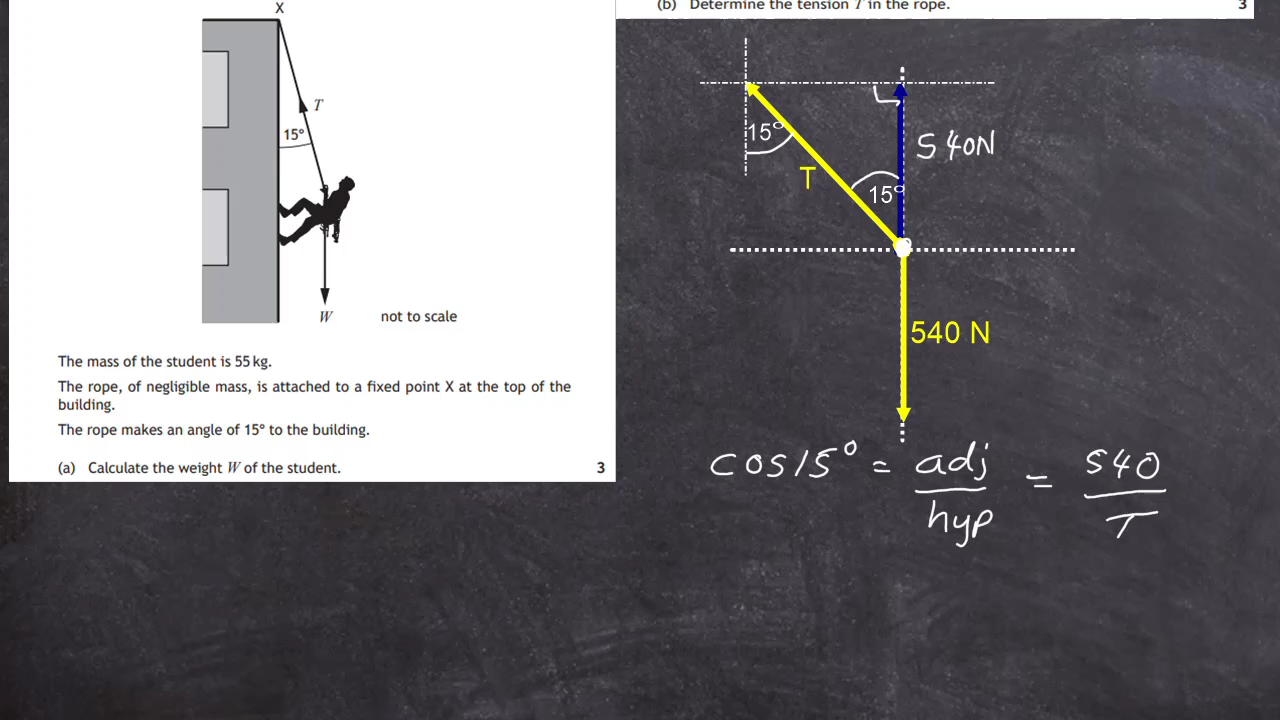 X
T
15°
W
not to scale
The mass of the student is 55 kg.
The rope, of negligible mass, is attached to a fixed point X at the top of the
building.
The rope makes an angle of 15° to the building.
(a) Calculate the weight W of the student.
3
(b) Determine the tension T in the rope.
3
15°
540N
T
15°
540 N
cos15° = adj/hyp = 540/T